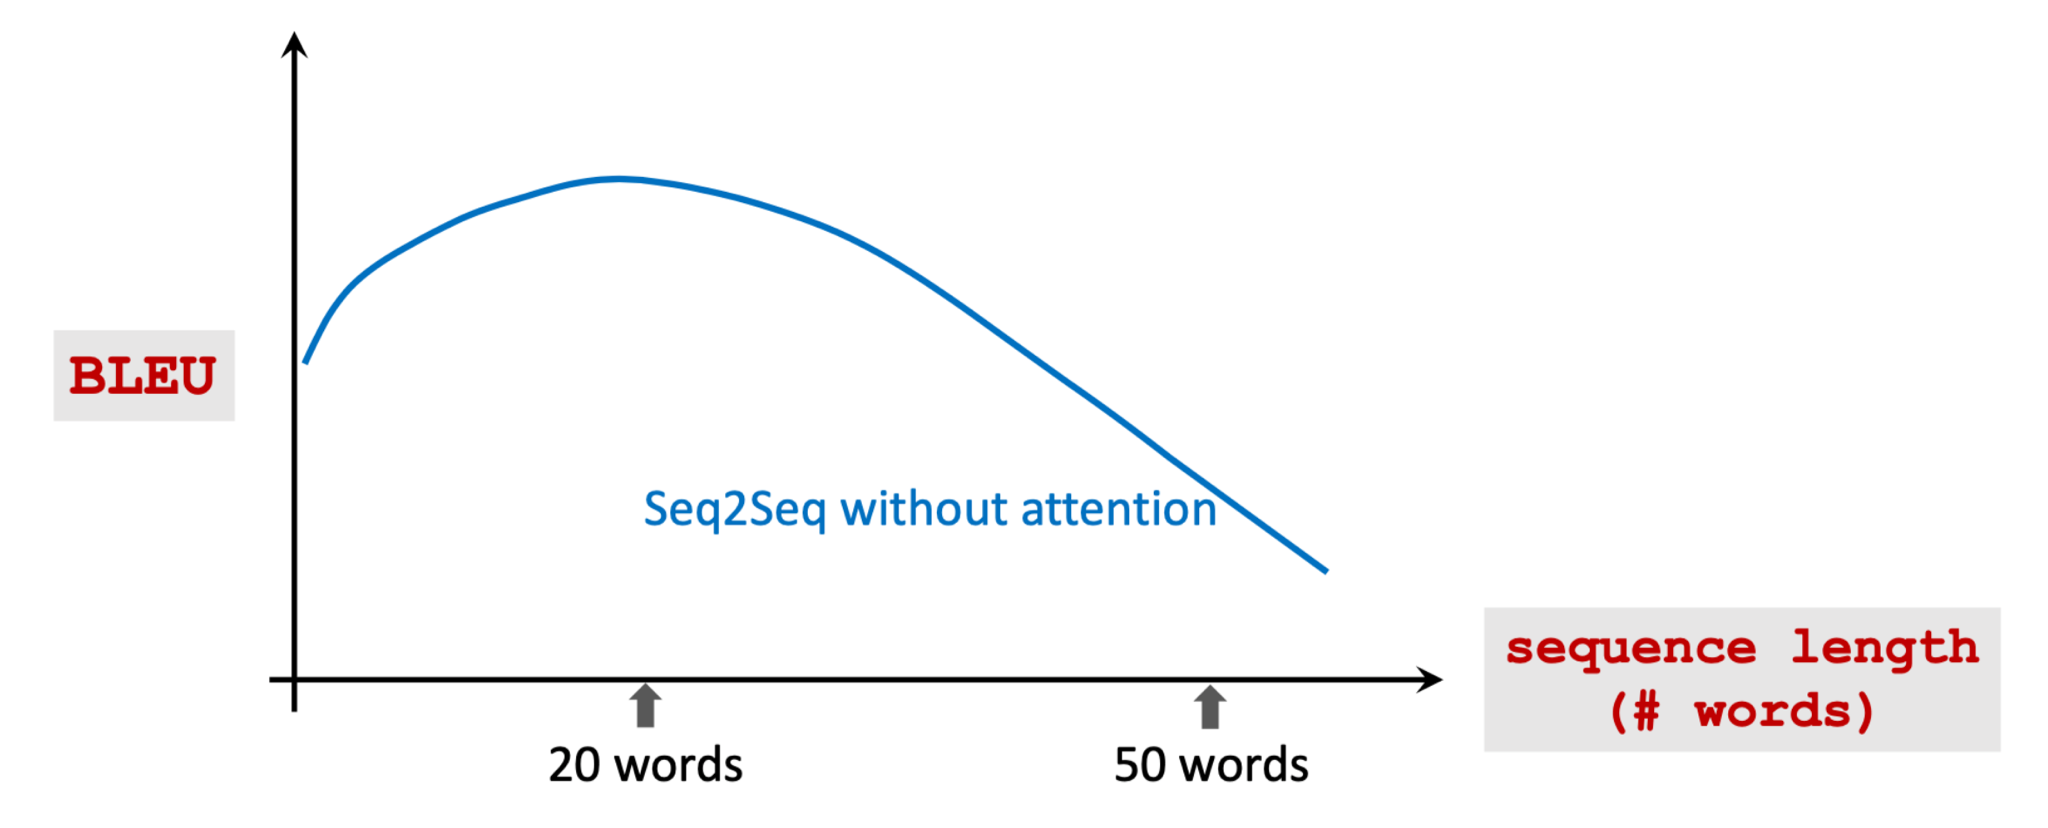 BLEU
Seq2Seq without attention
sequence length
(# words)
20 words
50 words